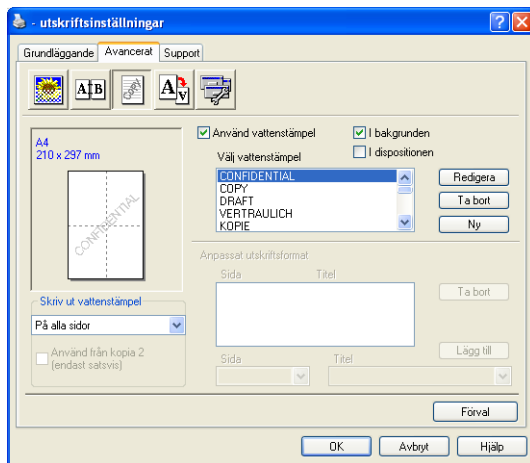 - utskriftsinställningar
Grundläggande Avancerat Support
A B COPY A V
A4
210 x 297 mm
CONFIDENTIAL
Skriv ut vattenstämpel
På alla sidor
Använd från kopia 2
(endast satsvis)
Använd vattenstämpel I bakgrunden
I dispositionen
Välj vattenstämpel
CONFIDENTIAL
COPY
DRAFT
VERTRAULICH
KOPIE
Redigera
Ta bort
Ny
Anpassat utskriftsformat
Sida Titel
Ta bort
Lägg till
Sida Titel
Förval
OK Avbryt Hjälp